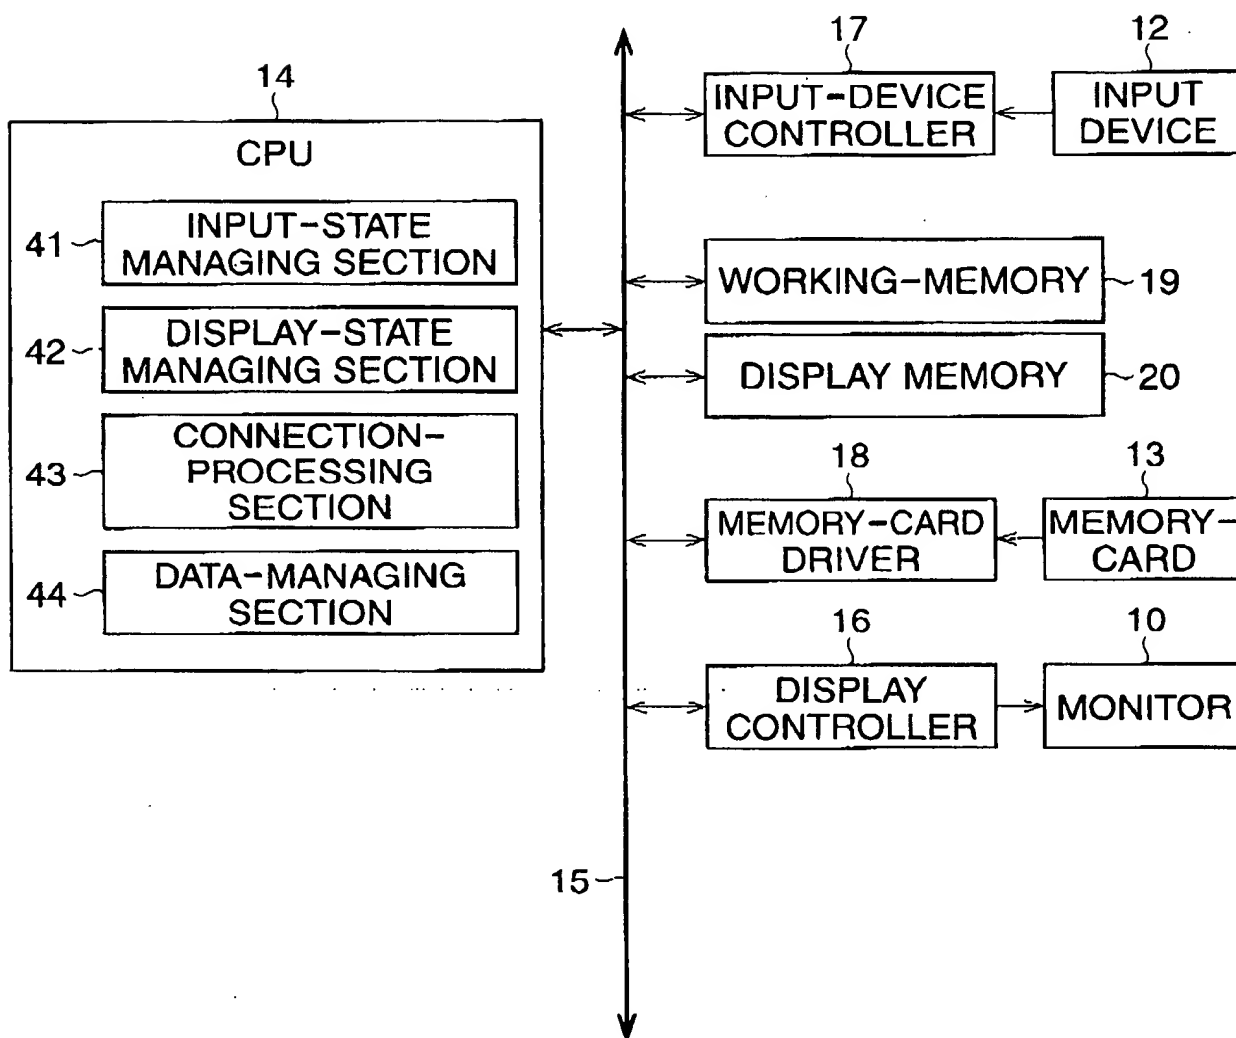 14
CPU
41
INPUT-STATE
MANAGING SECTION
42
DISPLAY-STATE
MANAGING SECTION
43
CONNECTION-
PROCESSING
SECTION
44
DATA-MANAGING
SECTION
15
17
INPUT-DEVICE
CONTROLLER
12
INPUT
DEVICE
WORKING-MEMORY
19
DISPLAY MEMORY
20
18
MEMORY-CARD
DRIVER
13
MEMORY-
CARD
16
DISPLAY
CONTROLLER
10
MONITOR